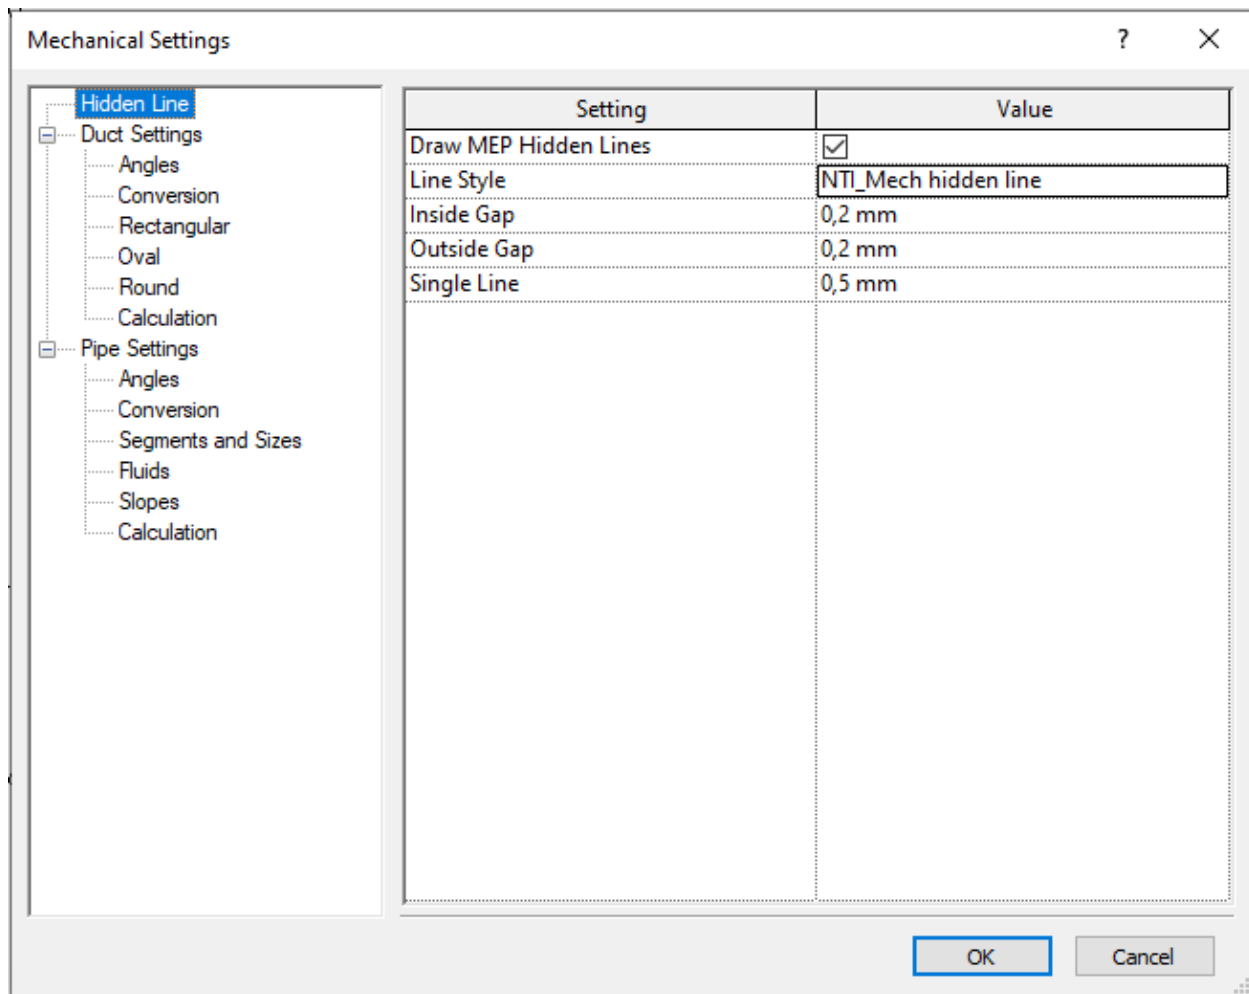 Mechanical Settings ?
Hidden Line
Duct Settings
Angles
Conversion
Rectangular
Oval
Round
Calculation
Pipe Settings
Angles
Conversion
Segments and Sizes
Fluids
Slopes
Calculation
Setting Value
Draw MEP Hidden Lines
Line Style NTI_Mech hidden line
Inside Gap 0,2 mm
Outside Gap 0,2 mm
Single Line 0,5 mm
OK Cancel